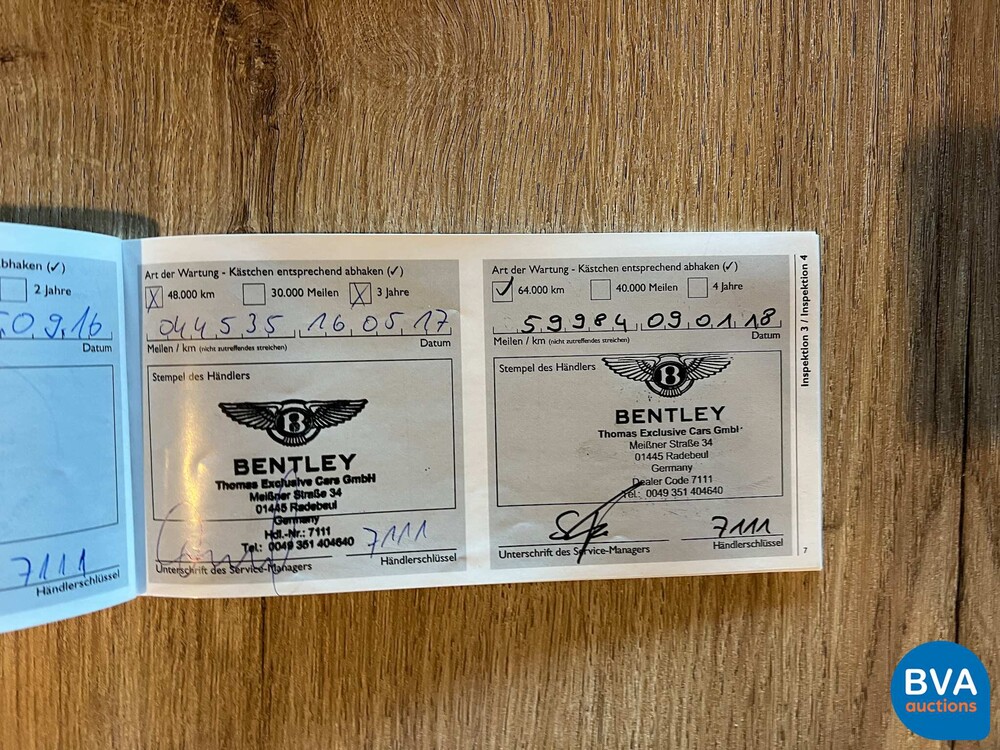 bhaken (✓)
2 Jahre
0 9 1 6
Datum
7111
Händlerschlüssel
Art der Wartung - Kästchen entsprechend abhaken (✓)
48.000 km 30.000 Meilen 3 Jahre
044535 16 05 17
Meilen / km (nicht zutreffendes streichen) Datum
Stempel des Händlers
B
BENTLEY
Thomas Exclusive Cars GmbH
Meißner Straße 34
01445 Radebeul
Germany
Hdl.-Nr.: 7111
Tel.: 0049 351 404640
7111
Unterschrift des Service-Managers Händlerschlüssel
Art der Wartung - Kästchen entsprechend abhaken (✓)
64.000 km 40.000 Meilen 4 Jahre
59984 09 01 18
Meilen / km (nicht zutreffendes streichen) Datum
Stempel des Händlers
B
BENTLEY
Thomas Exclusive Cars GmbH
Meißner Straße 34
01445 Radebeul
Germany
Dealer Code 7111
Tel.: 0049 351 404640
7111
Unterschrift des Service-Managers Händlerschlüssel
Inspektion 3 / Inspektion 4
7
BVA
auctions